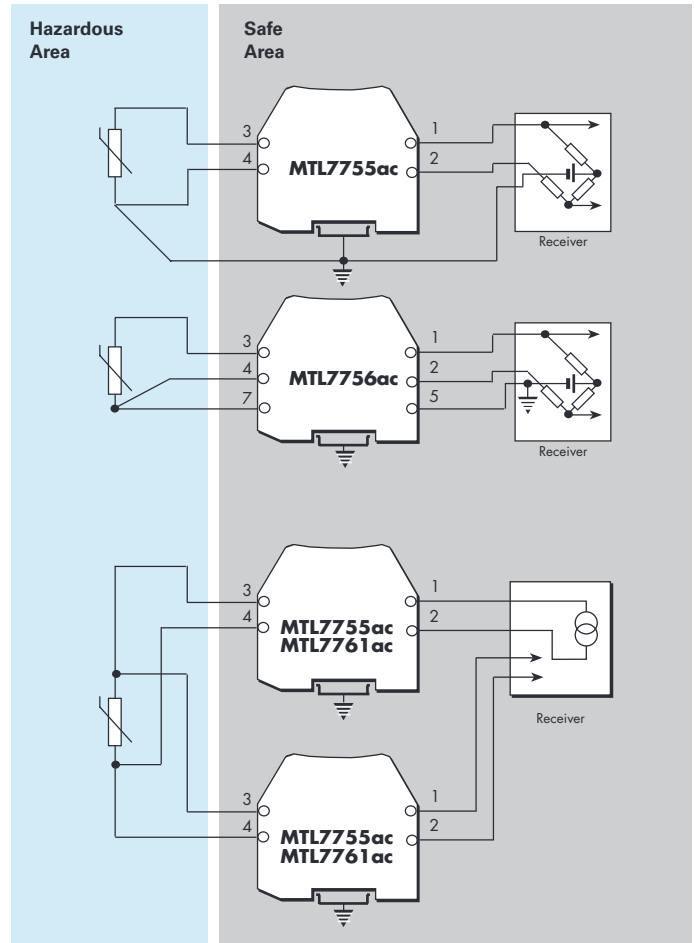 Hazardous
Area
Safe
Area
3
4
MTL7755ac
1
2
Receiver
3
4
7
MTL7756ac
1
2
5
Receiver
3
4
MTL7755ac
MTL7761ac
1
2
Receiver
3
4
MTL7755ac
MTL7761ac
1
2